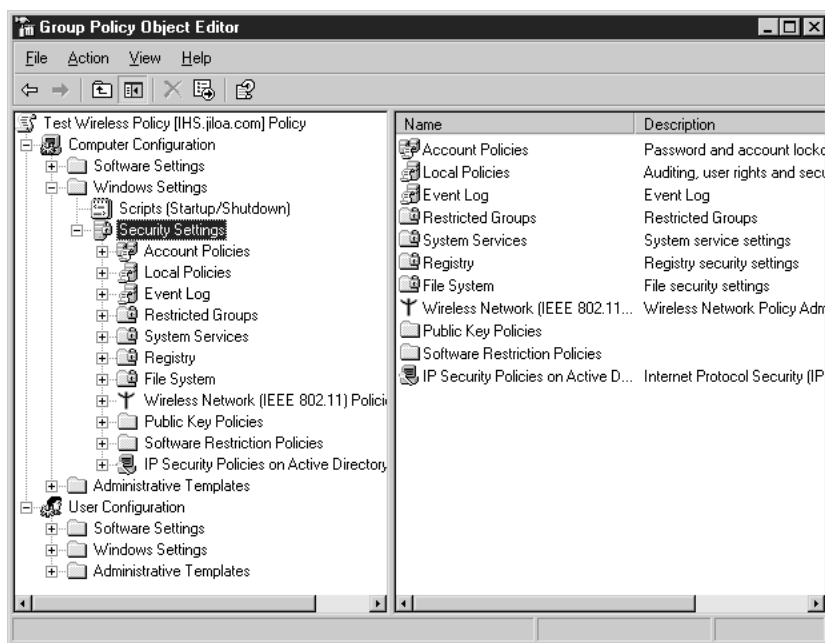 Group Policy Object Editor
File Action View Help
Test Wireless Policy [IHS.jiloa.com] Policy
Computer Configuration
Software Settings
Windows Settings
Scripts (Startup/Shutdown)
Security Settings
Account Policies
Local Policies
Event Log
Restricted Groups
System Services
Registry
File System
Wireless Network (IEEE 802.11) Polici
Public Key Policies
Software Restriction Policies
IP Security Policies on Active Directory
Administrative Templates
User Configuration
Software Settings
Windows Settings
Administrative Templates
Name Description
Account Policies Password and account locko
Local Policies Auditing, user rights and secu
Event Log Event Log
Restricted Groups Restricted Groups
System Services System service settings
Registry Registry security settings
File System File security settings
Wireless Network (IEEE 802.11... Wireless Network Policy Adm
Public Key Policies
Software Restriction Policies
IP Security Policies on Active D... Internet Protocol Security (IP